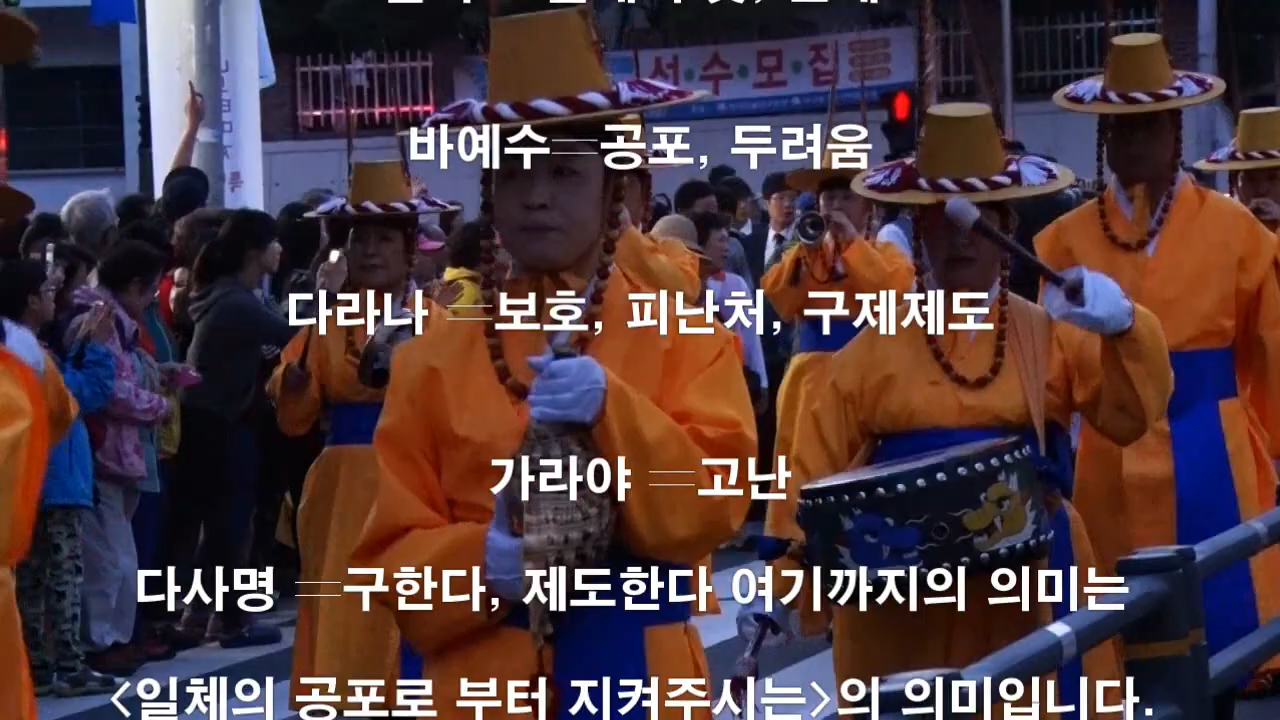 선·수·모·집
바예수=공포, 두려움
다라나 =보호, 피난처, 구제제도
가라야 =고난
다사명 =구한다, 제도한다 여기까지의 의미는
<일체의 공포로 부터 지켜주시는>의 의미입니다.